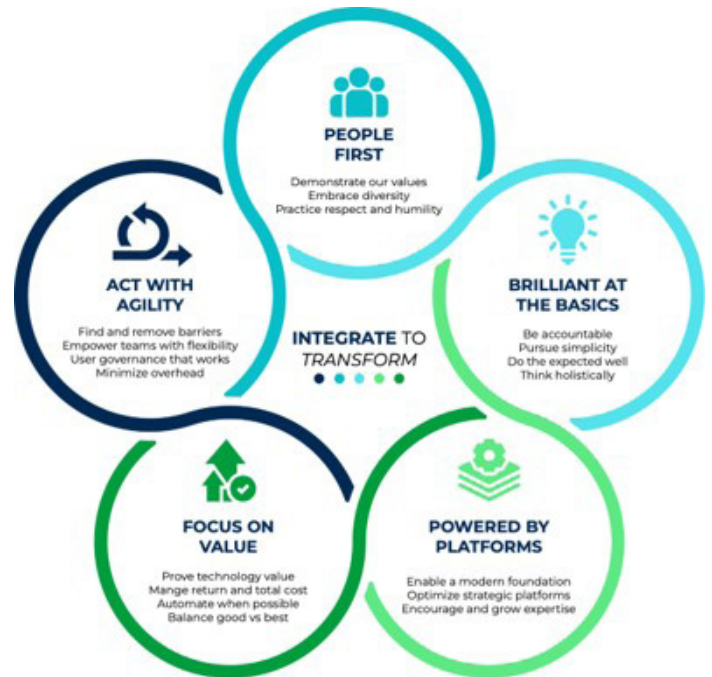 PEOPLE
FIRST
Demonstrate our values
Embrace diversity
Practice respect and humility
ACT WITH
AGILITY
Find and remove barriers
Empower teams with flexibility
User governance that works
Minimize overhead
BRILLIANT AT
THE BASICS
Be accountable
Pursue simplicity
Do the expected well
Think holistically
INTEGRATE TO
TRANSFORM
FOCUS ON
VALUE
Prove technology value
Mange return and total cost
Automate when possible
Balance good vs best
POWERED BY
PLATFORMS
Enable a modern foundation
Optimize strategic platforms
Encourage and grow expertise